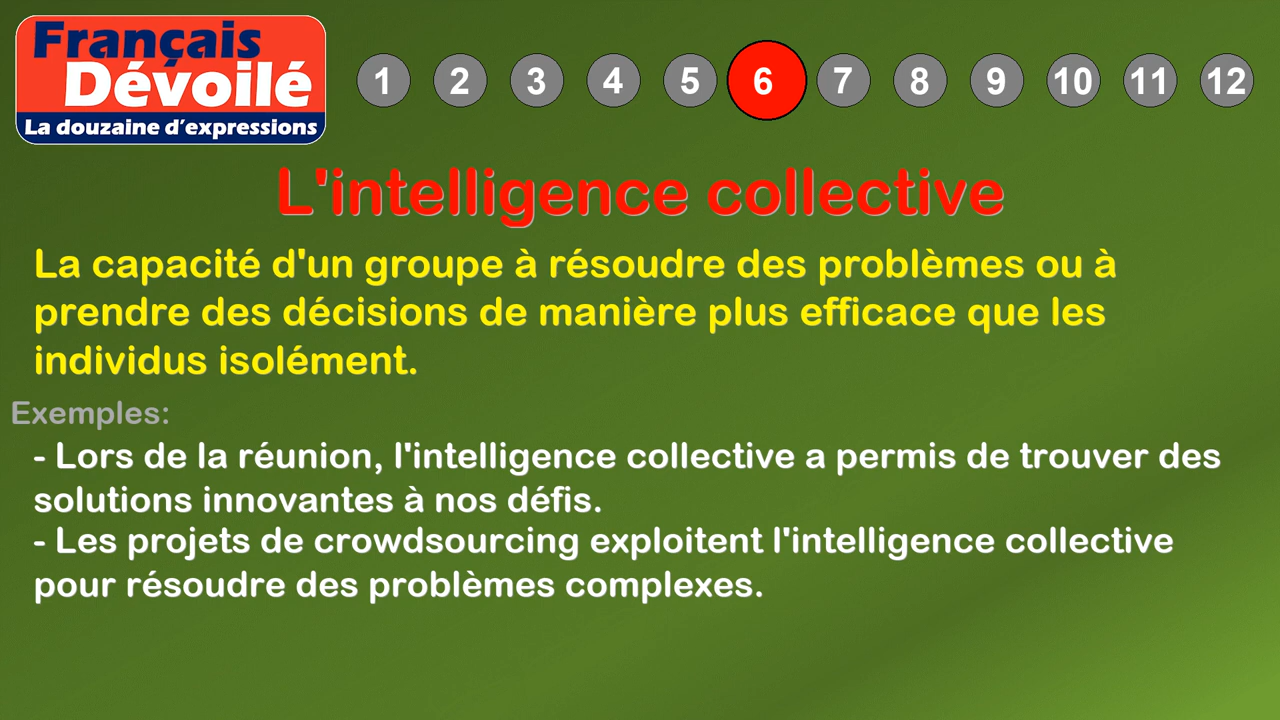 Français
Dévoilé
La douzaine d'expressions
1 2 3 4 5 6 7 8 9 10 11 12
L'intelligence collective
La capacité d'un groupe à résoudre des problèmes ou à
prendre des décisions de manière plus efficace que les
individus isolément.
Exemples:
- Lors de la réunion, l'intelligence collective a permis de trouver des
solutions innovantes à nos défis.
- Les projets de crowdsourcing exploitent l'intelligence collective
pour résoudre des problèmes complexes.